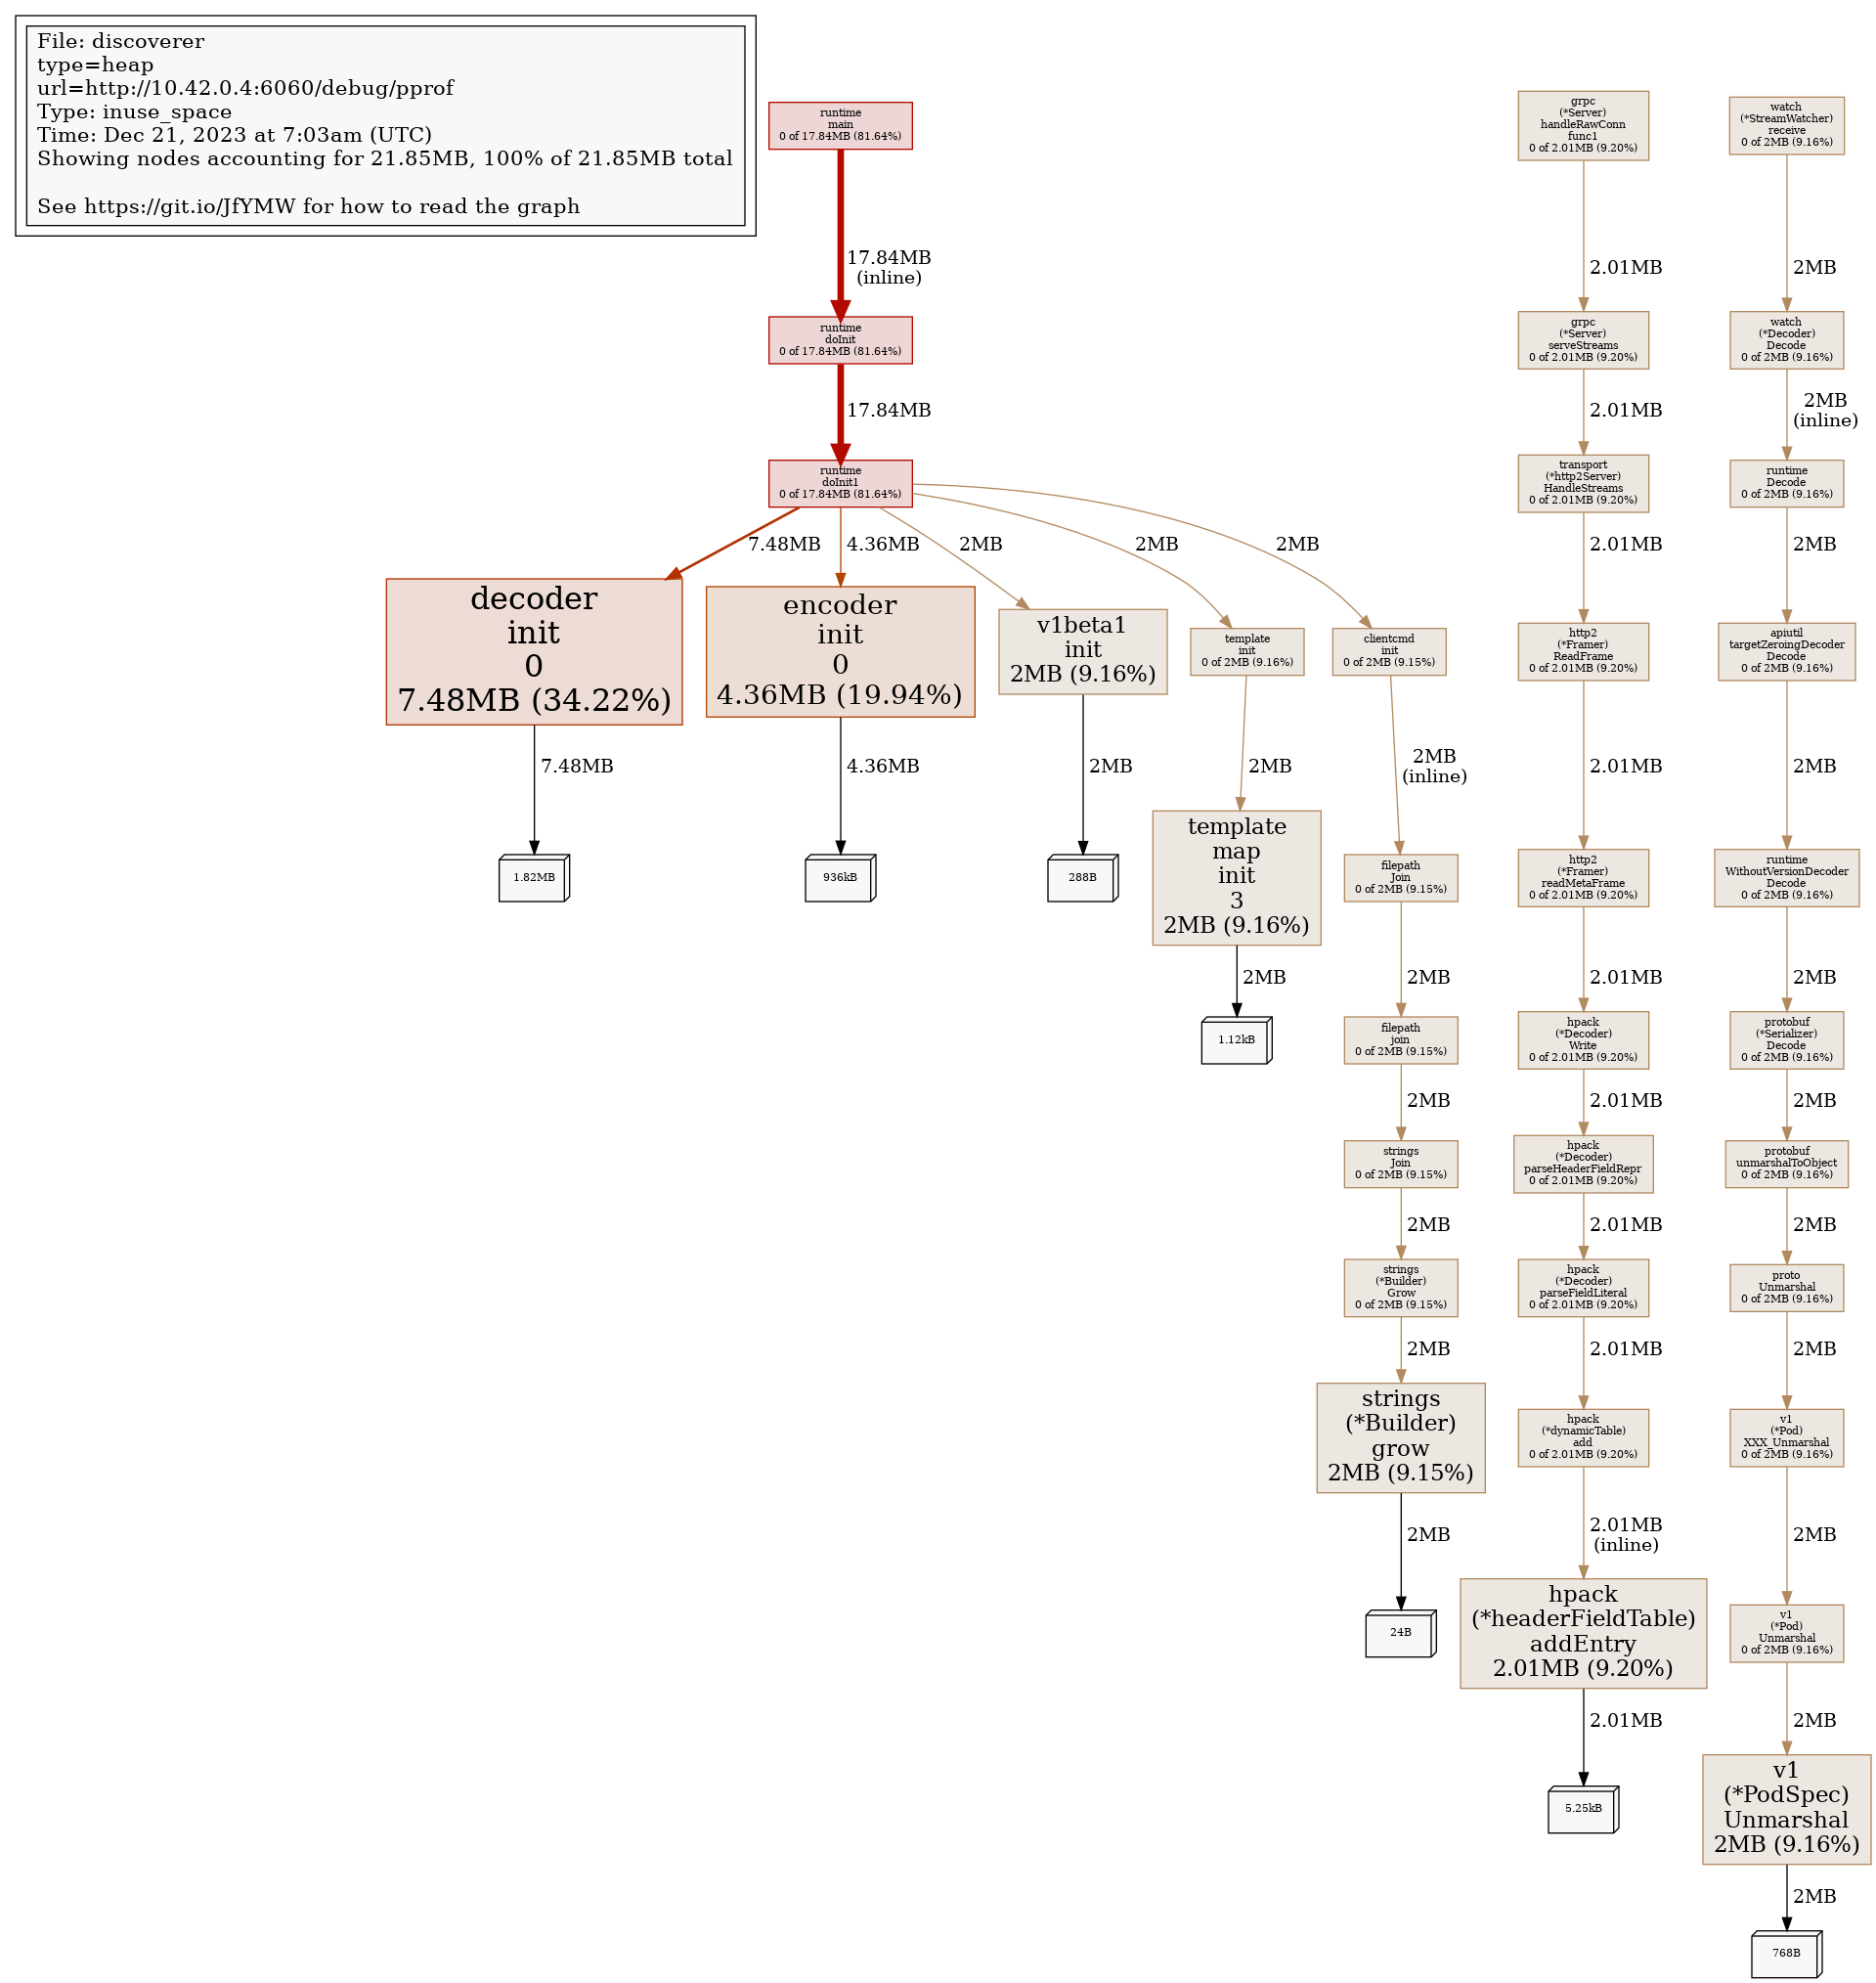 File: discoverer
type=heap
url=http://10.42.0.4:6060/debug/pprof
Type: inuse_space
Time: Dec 21, 2023 at 7:03am (UTC)
Showing nodes accounting for 21.85MB, 100% of 21.85MB total
See https://git.io/JfYMW for how to read the graph
runtime
main
0 of 17.84MB (81.64%)
17.84MB
(inline)
runtime
doInit
0 of 17.84MB (81.64%)
17.84MB
runtime
doInit1
0 of 17.84MB (81.64%)
7.48MB
4.36MB
2MB
2MB
2MB
decoder
init
0
7.48MB (34.22%)
7.48MB
1.82MB
encoder
init
0
4.36MB (19.94%)
4.36MB
936kB
v1beta1
init
2MB (9.16%)
2MB
288B
template
init
0 of 2MB (9.16%)
2MB
template
map
init
3
2MB (9.16%)
2MB
1.12kB
clientcmd
init
0 of 2MB (9.15%)
2MB
(inline)
filepath
Join
0 of 2MB (9.15%)
2MB
filepath
join
0 of 2MB (9.15%)
2MB
strings
Join
0 of 2MB (9.15%)
2MB
strings
(*Builder)
Grow
0 of 2MB (9.15%)
2MB
strings
(*Builder)
grow
2MB (9.15%)
2MB
24B
grpc
(*Server)
handleRawConn
func1
0 of 2.01MB (9.20%)
2.01MB
grpc
(*Server)
serveStreams
0 of 2.01MB (9.20%)
2.01MB
transport
(*http2Server)
HandleStreams
0 of 2.01MB (9.20%)
2.01MB
http2
(*Framer)
ReadFrame
0 of 2.01MB (9.20%)
2.01MB
http2
(*Framer)
readMetaFrame
0 of 2.01MB (9.20%)
2.01MB
hpack
(*Decoder)
Write
0 of 2.01MB (9.20%)
2.01MB
hpack
(*Decoder)
parseHeaderFieldRepr
0 of 2.01MB (9.20%)
2.01MB
hpack
(*Decoder)
parseFieldLiteral
0 of 2.01MB (9.20%)
2.01MB
hpack
(*dynamicTable)
add
0 of 2.01MB (9.20%)
2.01MB
(inline)
hpack
(*headerFieldTable)
addEntry
2.01MB (9.20%)
2.01MB
5.25kB
watch
(*StreamWatcher)
receive
0 of 2MB (9.16%)
2MB
watch
(*Decoder)
Decode
0 of 2MB (9.16%)
2MB
(inline)
runtime
Decode
0 of 2MB (9.16%)
2MB
apiutil
targetZeroingDecoder
Decode
0 of 2MB (9.16%)
2MB
runtime
WithoutVersionDecoder
Decode
0 of 2MB (9.16%)
2MB
protobuf
(*Serializer)
Decode
0 of 2MB (9.16%)
2MB
protobuf
unmarshalToObject
0 of 2MB (9.16%)
2MB
proto
Unmarshal
0 of 2MB (9.16%)
2MB
v1
(*Pod)
XXX_Unmarshal
0 of 2MB (9.16%)
2MB
v1
(*Pod)
Unmarshal
0 of 2MB (9.16%)
2MB
v1
(*PodSpec)
Unmarshal
2MB (9.16%)
2MB
768B